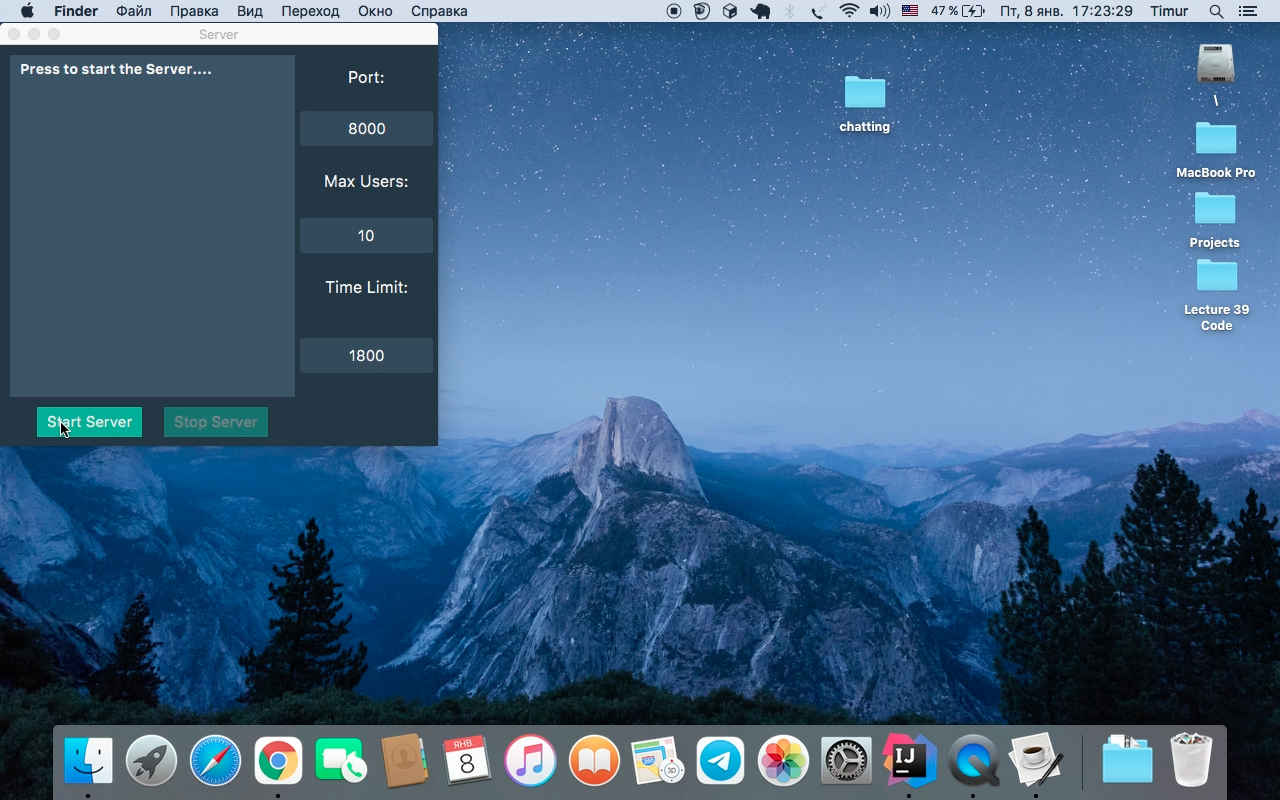 Finder Файл Правка Вид Переход Окно Справка 47 % Пт, 8 янв. 17:23:29 Timur
Server
Press to start the Server....
Port:
8000
Max Users:
10
Time Limit:
1800
Start Server Stop Server
chatting
\
MacBook Pro
Projects
Lecture 39
Code
ЯНВ.
8
3D
IJ